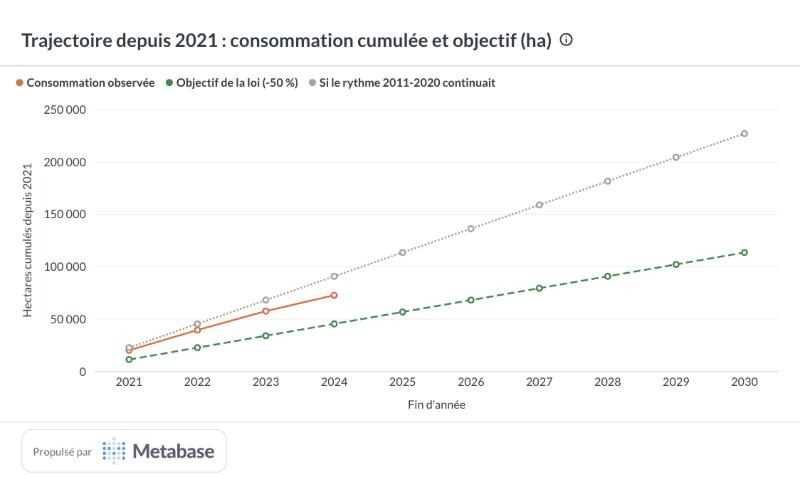 Trajectoire depuis 2021 : consommation cumulée et objectif (ha)
Consommation observée
Objectif de la loi (-50 %)
Si le rythme 2011-2020 continuait
Hectares cumulés depuis 2021
250 000
200 000
150 000
100 000
50 000
0
2021
2022
2023
2024
2025
2026
2027
2028
2029
2030
Fin d'année
Propulsé par
Metabase